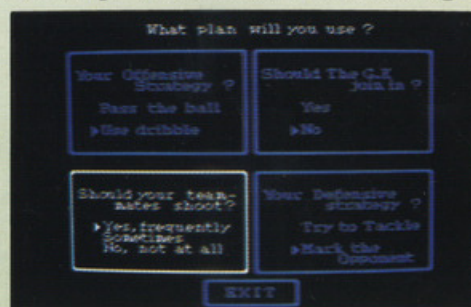 What plan will you use ?
Your Offensive
Strategy ?
Pass the ball
▶Use dribble
Should The G.K
join in ?
Yes
▶No
Should your team-
mates shoot?
▶Yes,frequently
Sometimes
No, not at all
Your Defensive
strategy ?
Try to Tackle
▶Mark the
Opponent
EXIT